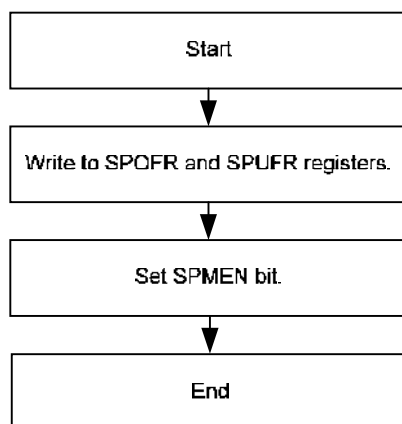 Start
Write to SPOFR and SPUFR registers.
Set SPMEN bit.
End